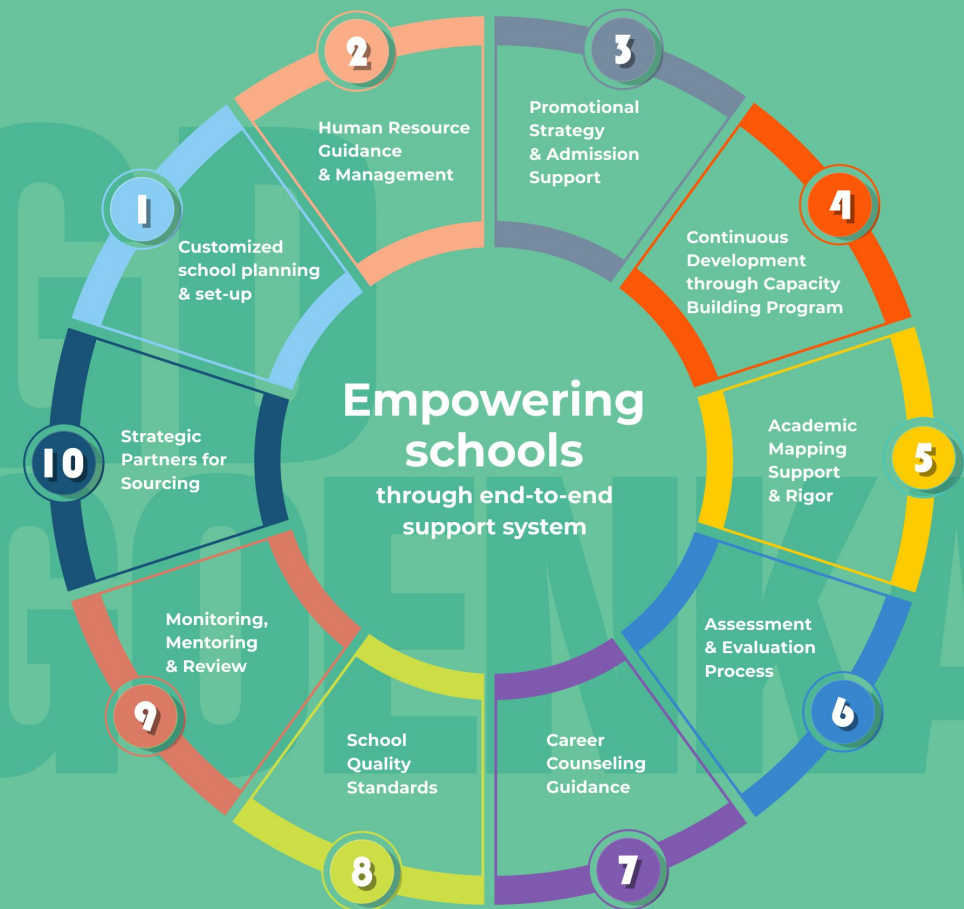 1
Customized
school planning
& set-up
2
Human Resource
Guidance
& Management
3
Promotional
Strategy
& Admission
Support
4
Continuous
Development
through Capacity
Building Program
5
Academic
Mapping
Support
& Rigor
6
Assessment
& Evaluation
Process
7
Career
Counseling
Guidance
8
School
Quality
Standards
9
Monitoring,
Mentoring
& Review
10
Strategic
Partners for
Sourcing
Empowering
schools
through end-to-end
support system
GD
GOENKA